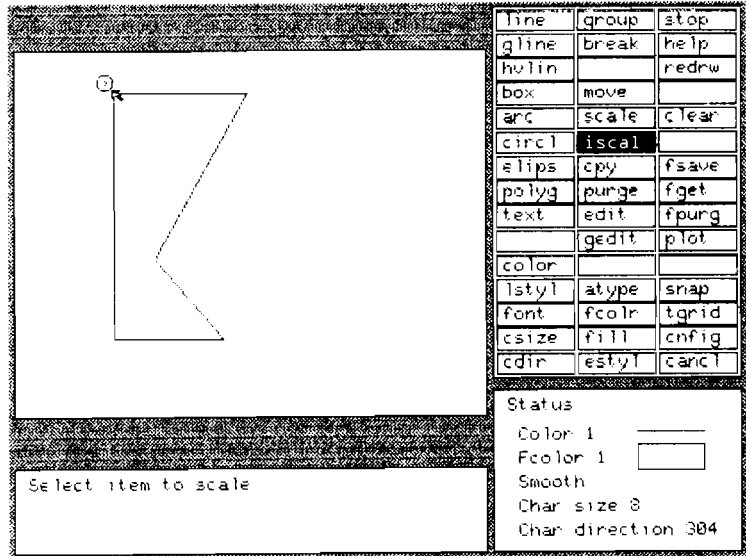 line group stop
gline break help
hvlin redrw
box move
arc scale clear
circl iscal
elips cpy fsave
polyg purge fget
text edit fpurg
gedit plot
color
lstyl atype snap
font fcolr tgrid
csize fill cnfig
cdir estyl cancl
Status
Color 1
Fcolor 1
Smooth
Char size 8
Char direction 304
Select item to scale